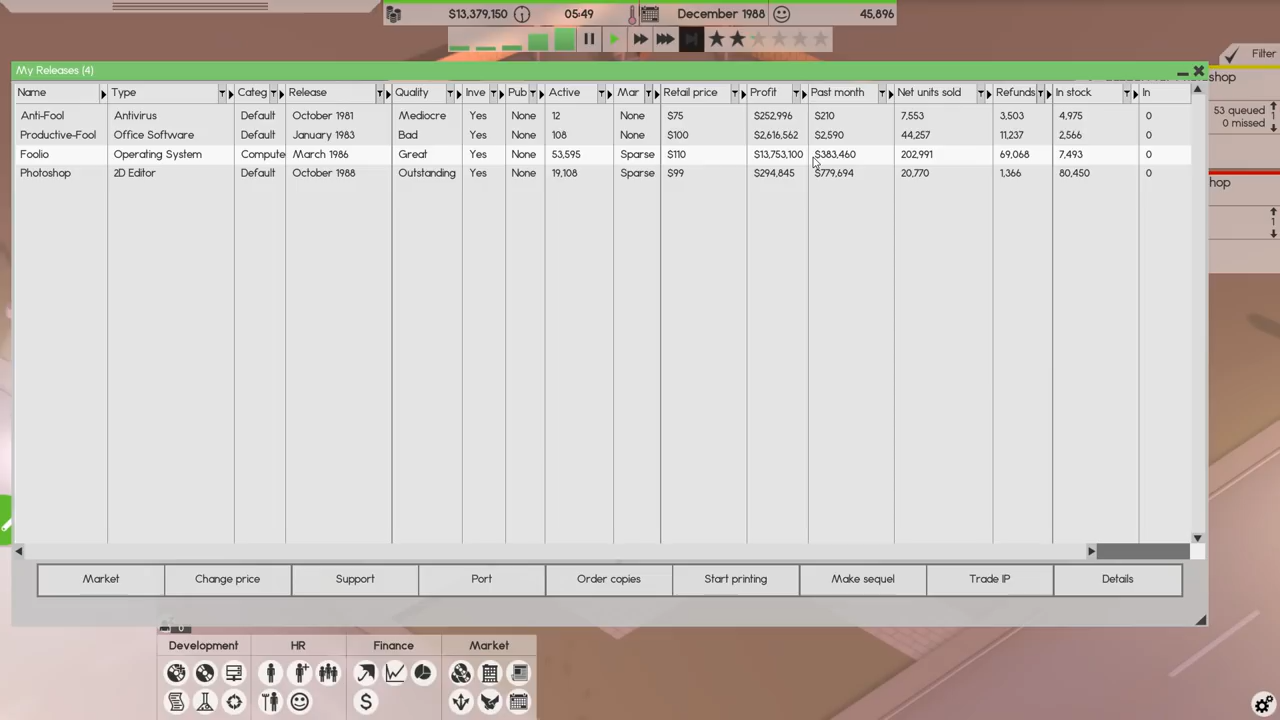 $13,379,150 05:49 December 1988 45,896
Filter
My Releases (4)
Photoshop
Name Type Categ Release Quality Inve Pub Active Mar Retail price Profit Past month Net units sold Refunds In stock In
Anti-Fool Antivirus Default October 1981 Mediocre Yes None 12 None $75 $252,996 $210 7,553 3,503 4,975 0
Productive-Fool Office Software Default January 1983 Bad Yes None 108 None $100 $2,616,562 $2,590 44,257 11,237 2,566 0
Foolio Operating System Compute March 1986 Great Yes None 53,595 Sparse $110 $13,753,100 $383,460 202,991 69,068 7,493 0
Photoshop 2D Editor Default October 1988 Outstanding Yes None 19,108 Sparse $99 $294,845 $779,694 20,770 1,366 80,450 0
53 queued 1
0 missed
hop
1
Market Change price Support Port Order copies Start printing Make sequel Trade IP Details
Development HR Finance Market